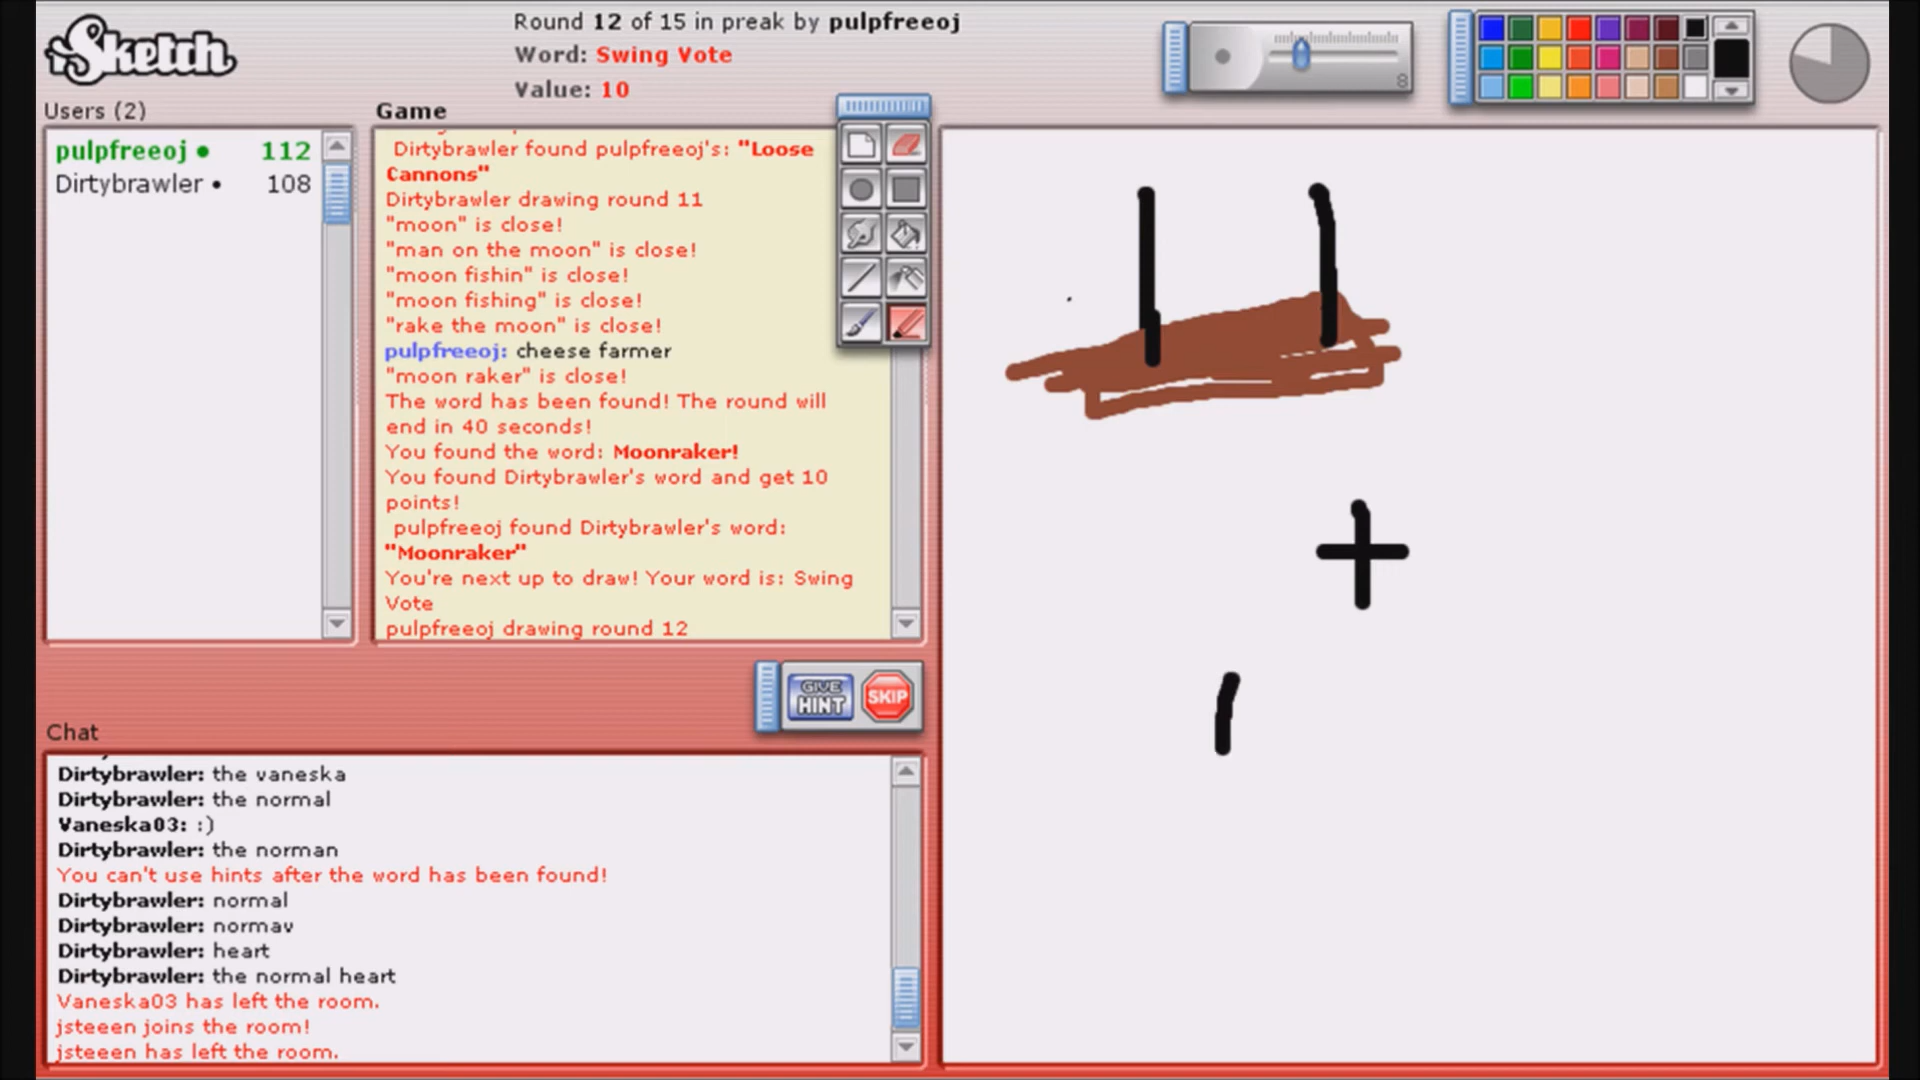 iSketch
Round 12 of 15 in preak by pulpfreeoj
Word: Swing Vote
Value: 10
Users (2)
pulpfreeoj • 112
Dirtybrawler • 108
Game
Dirtybrawler found pulpfreeoj's: "Loose
Cannons"
Dirtybrawler drawing round 11
"moon" is close!
"man on the moon" is close!
"moon fishin" is close!
"moon fishing" is close!
"rake the moon" is close!
pulpfreeoj: cheese farmer
"moon raker" is close!
The word has been found! The round will
end in 40 seconds!
You found the word: Moonraker!
You found Dirtybrawler's word and get 10
points!
pulpfreeoj found Dirtybrawler's word:
"Moonraker"
You're next up to draw! Your word is: Swing
Vote
pulpfreeoj drawing round 12
8
GIVE
HINT
SKIP
Chat
Dirtybrawler: the vaneska
Dirtybrawler: the normal
Vaneska03: :)
Dirtybrawler: the norman
You can't use hints after the word has been found!
Dirtybrawler: normal
Dirtybrawler: normav
Dirtybrawler: heart
Dirtybrawler: the normal heart
Vaneska03 has left the room.
jsteeen joins the room!
jsteeen has left the room.